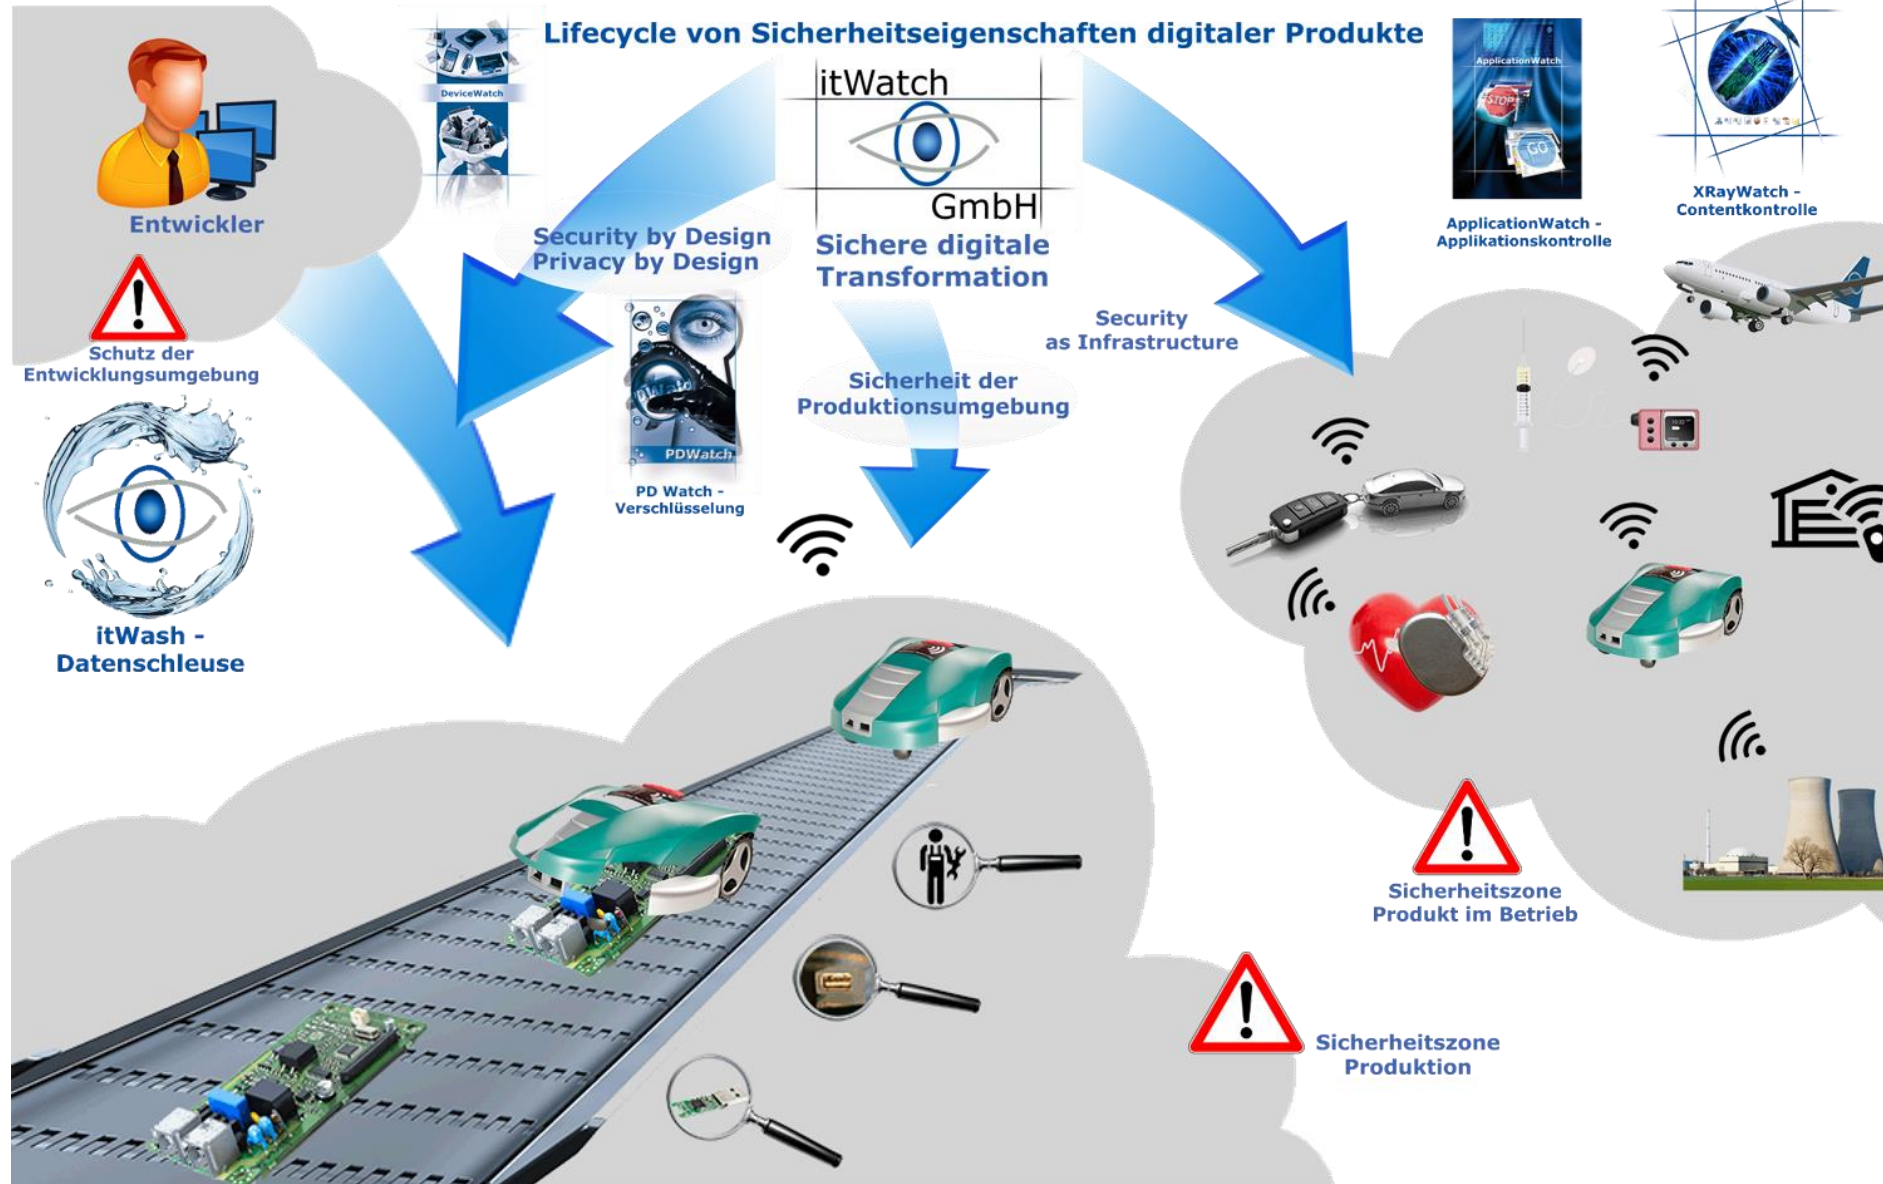 Lifecycle von Sicherheitseigenschaften digitaler Produkte
DeviceWatch
itWatch
GmbH
Sichere digitale
Transformation
ApplicationWatch
STOP
GO
ApplicationWatch -
Applikationskontrolle
XRayWatch -
Contentkontrolle
Entwickler
Schutz der
Entwicklungsumgebung
Security by Design
Privacy by Design
PDWatch
PD Watch -
Verschlüsselung
Sicherheit der
Produktionsumgebung
Security
as Infrastructure
itWash -
Datenschleuse
Sicherheitszone
Produkt im Betrieb
Sicherheitszone
Produktion